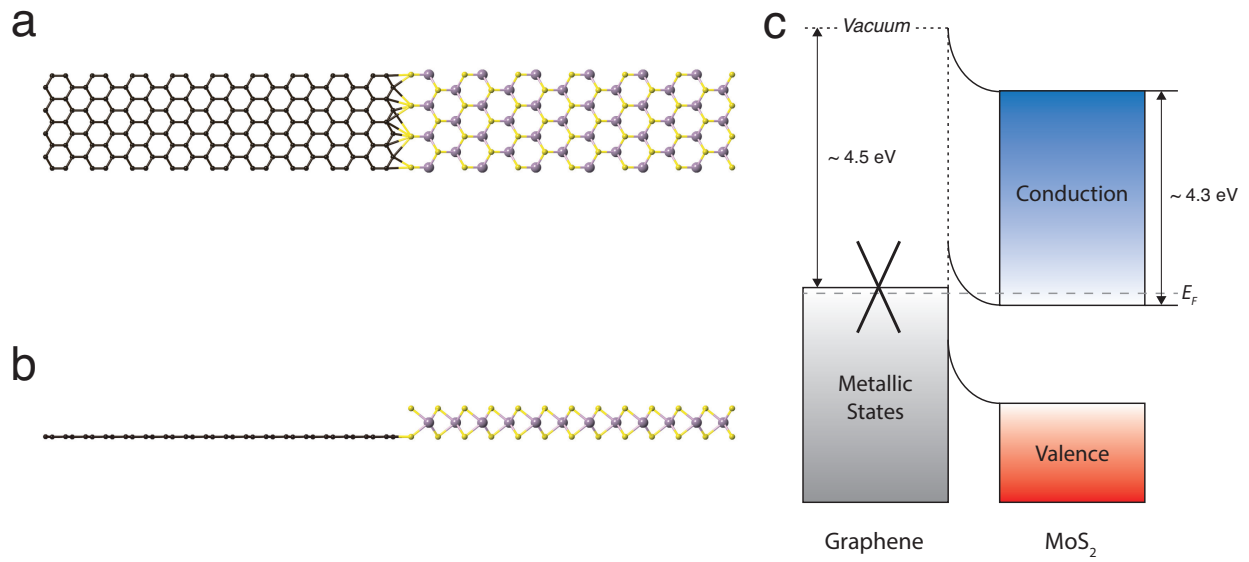 a
b
c
Vacuum
~ 4.5 eV
Conduction
~ 4.3 eV
E_F
Metallic
States
Valence
Graphene
MoS₂